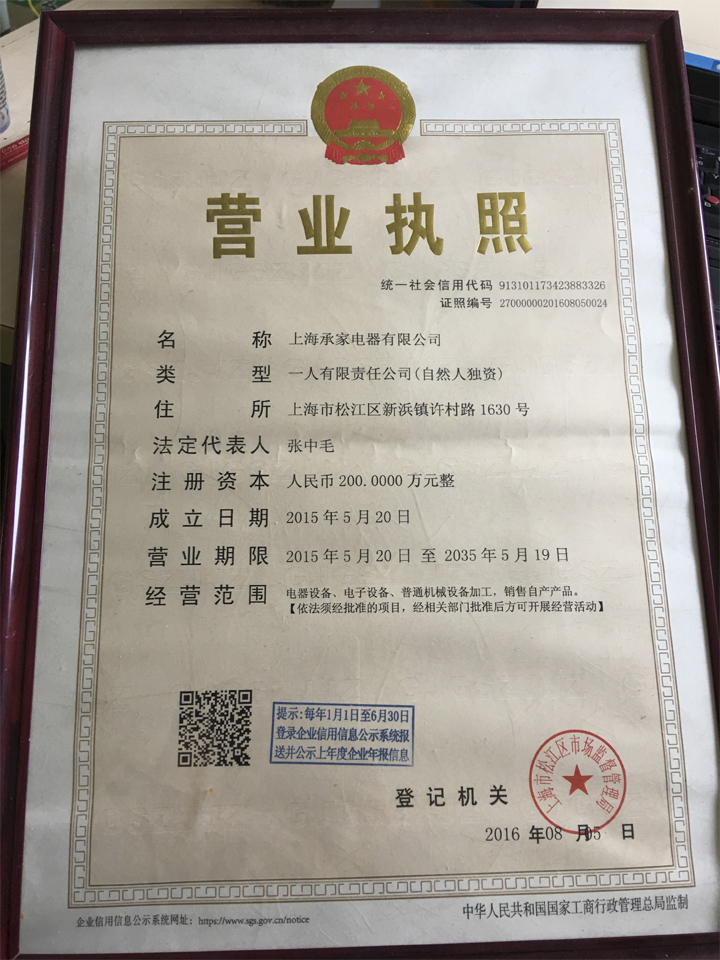 营业执照
统一社会信用代码 913101173423883326
证照编号 27000000201608050024
名称 上海承家电器有限公司
类型 一人有限责任公司(自然人独资)
住所 上海市松江区新浜镇许村路1630号
法定代表人 张中毛
注册资本 人民币200.0000万元整
成立日期 2015年5月20日
营业期限 2015年5月20日 至 2035年5月19日
经营范围 电器设备、电子设备、普通机械设备加工，销售自产产品。
【依法须经批准的项目，经相关部门批准后方可开展经营活动】
提示：每年1月1日至6月30日
登录企业信用信息公示系统报
送并公示上年度企业年报信息
上海市松江区市场监督管理局
登记机关
2016 年 08 月 05 日
企业信用信息公示系统网址：https://www.sgs.gov.cn/notice
中华人民共和国国家工商行政管理总局监制